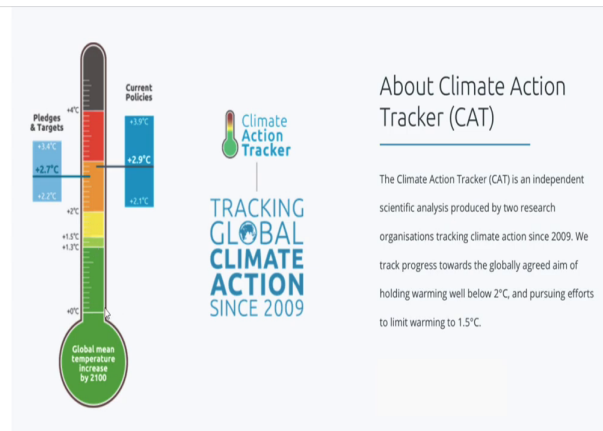 Current
Policies
+4°C
Pledges
& Targets
+3.9°C
+3.4°C
+2.9°C
+2.7°C
+2.2°C
+2.1°C
+2°C
+1.5°C
+1.3°C
+0°C
Global mean
temperature
increase
by 2100
Climate
Action
Tracker
TRACKING
GLOBAL
CLIMATE
ACTION
SINCE 2009
About Climate Action
Tracker (CAT)
The Climate Action Tracker (CAT) is an independent
scientific analysis produced by two research
organisations tracking climate action since 2009. We
track progress towards the globally agreed aim of
holding warming well below 2°C, and pursuing efforts
to limit warming to 1.5°C.